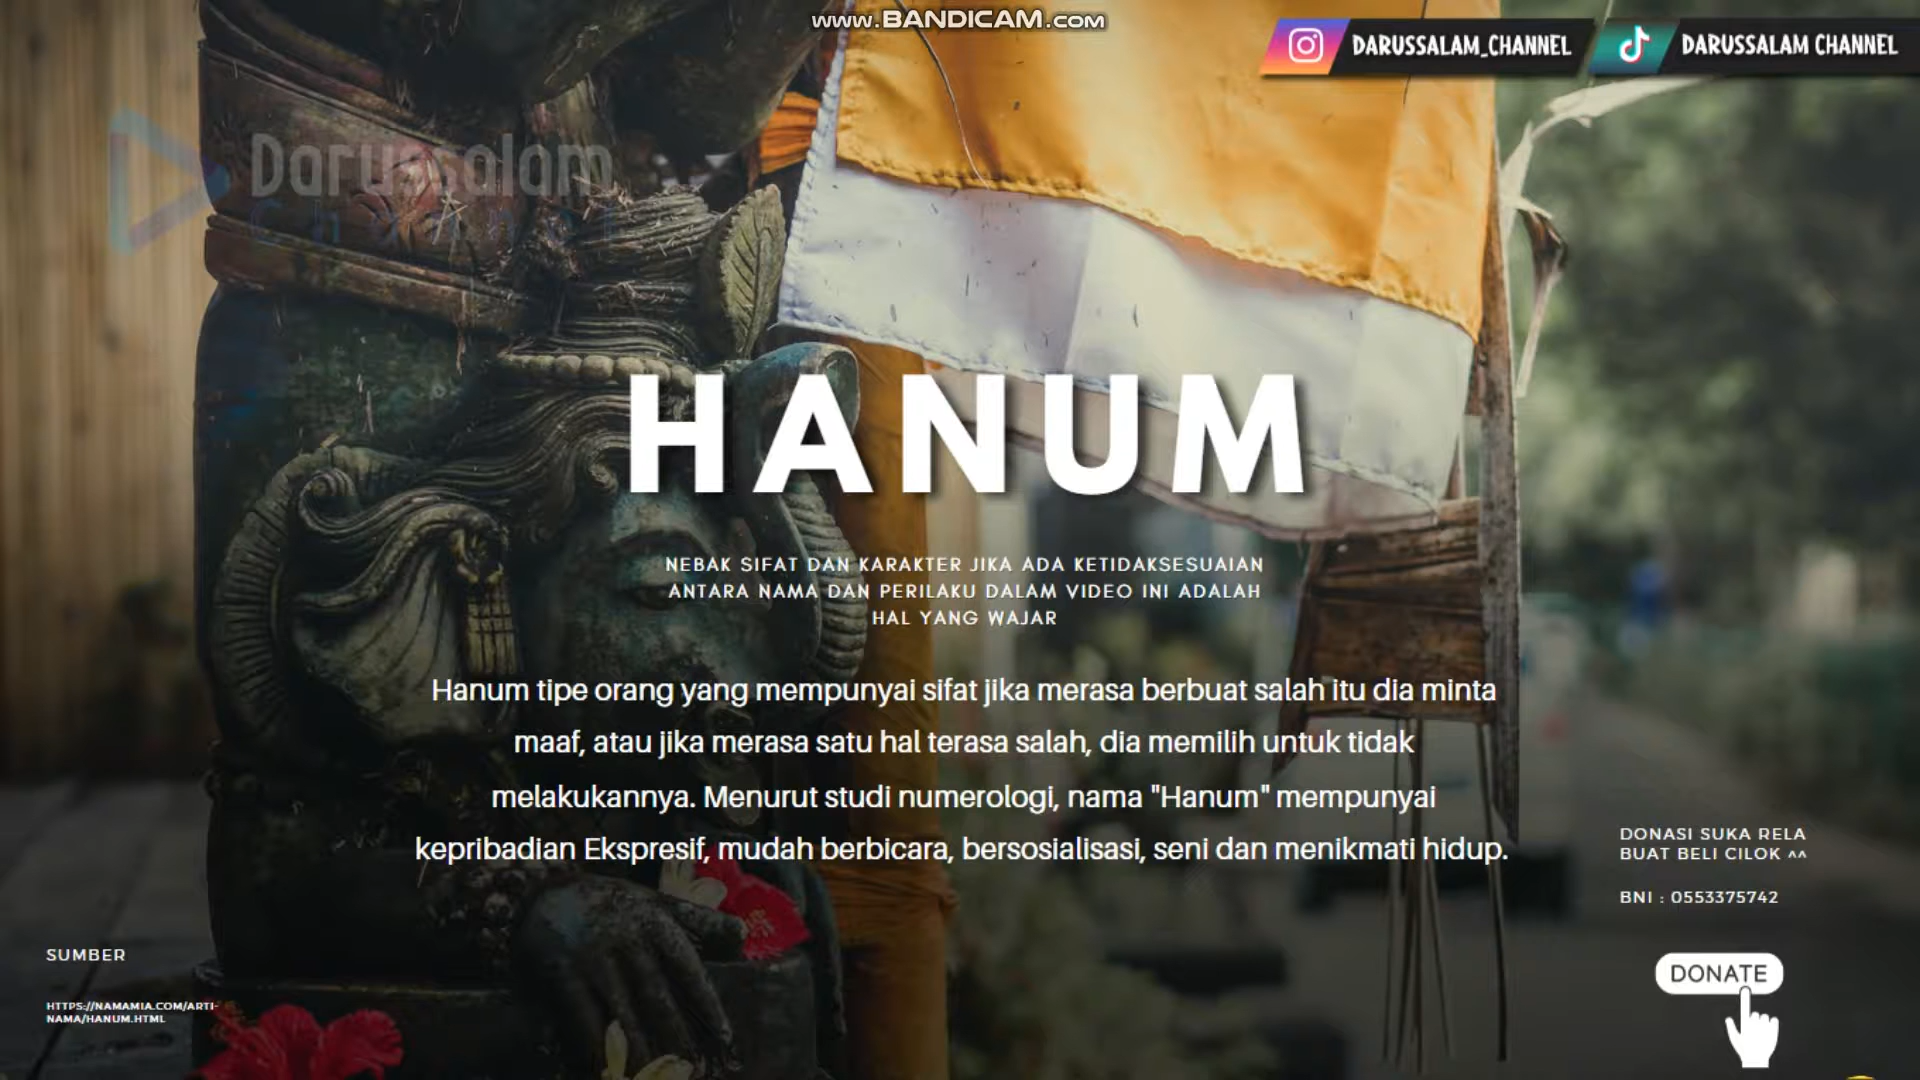 www.BANDICAM.com
DARUSSALAM_CHANNEL
DARUSSALAM CHANNEL
Darussalam
Channel
HANUM
NEBAK SIFAT DAN KARAKTER JIKA ADA KETIDAKSESUAIAN
ANTARA NAMA DAN PERILAKU DALAM VIDEO INI ADALAH
HAL YANG WAJAR
Hanum tipe orang yang mempunyai sifat jika merasa berbuat salah itu dia minta
maaf, atau jika merasa satu hal terasa salah, dia memilih untuk tidak
melakukannya. Menurut studi numerologi, nama "Hanum" mempunyai
kepribadian Ekspresif, mudah berbicara, bersosialisasi, seni dan menikmati hidup.
DONASI SUKA RELA
BUAT BELI CILOK ^^
BNI : 0553375742
SUMBER
HTTPS://NAMAMIA.COM/ARTI-
NAMA/HANUM.HTML
DONATE